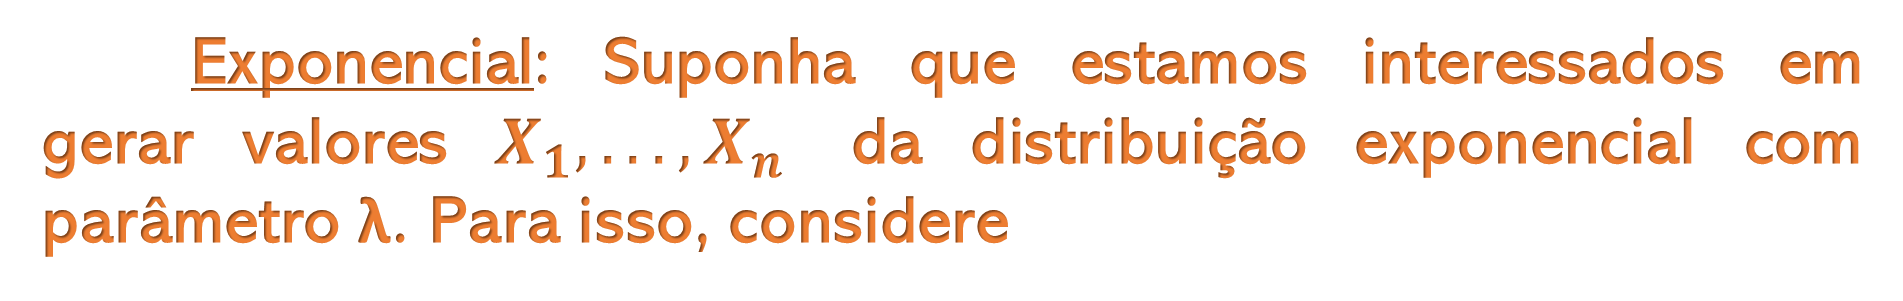 Exponencial: Suponha que estamos interessados em
gerar valores X₁, . . . , Xₙ da distribuição exponencial com
parâmetro λ. Para isso, considere